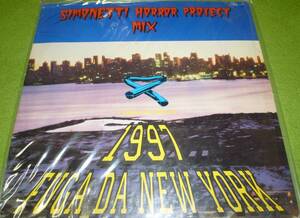 SIMONETTI HORROR PROJECT
MIX
1997
FUGA DA NEW YORK